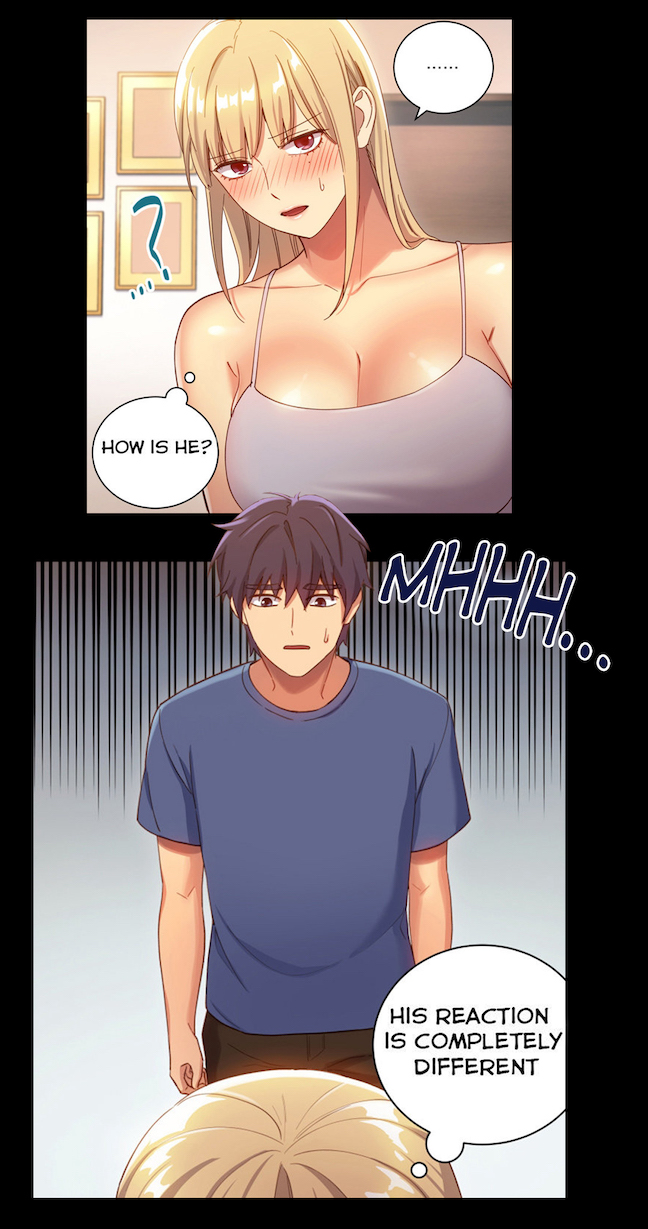 ......
?...
HOW IS HE?
MHHH...
HIS REACTION
IS COMPLETELY
DIFFERENT